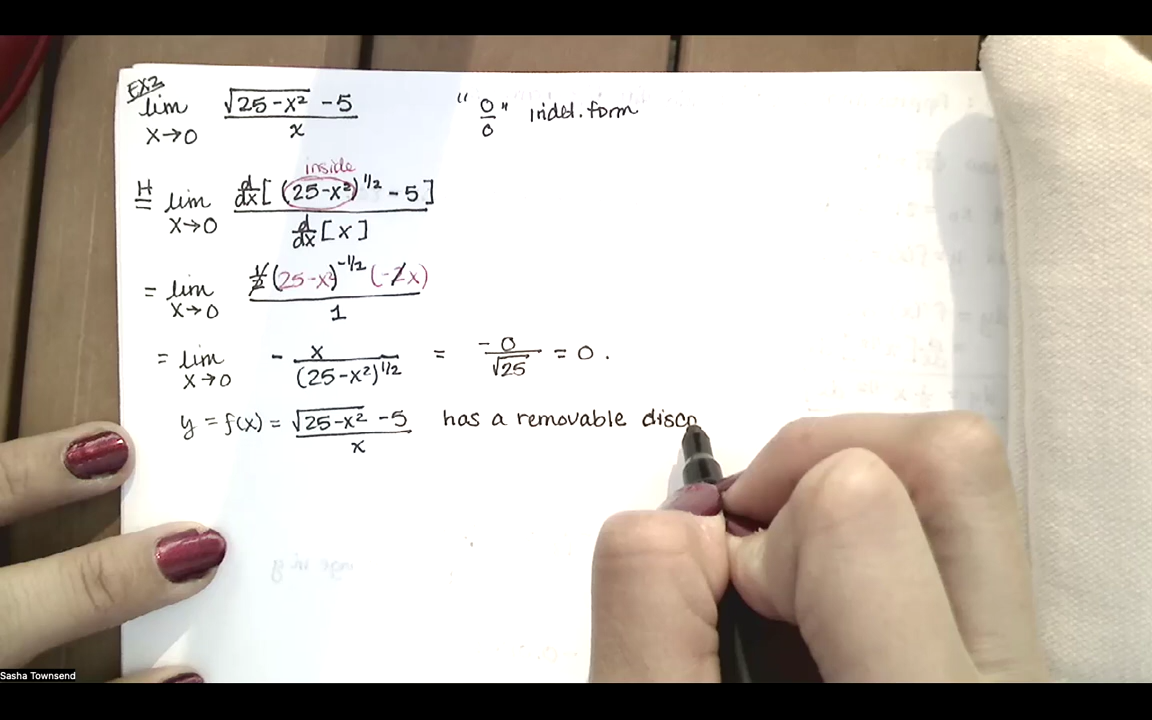 EX2
lim x→0 (√(25-x²) -5)/x " 0/0 " indet. form
inside
H= lim x→0 d/dx[(25-x²)^1/2 -5] / d/dx[x]
= lim x→0 1/2(25-x²)^-1/2 (-2x) / 1
= lim x→0 - x/(25-x²)^1/2 = -0/√25 = 0.
y = f(x) = (√(25-x²) -5)/x has a removable disco
Sasha Townsend